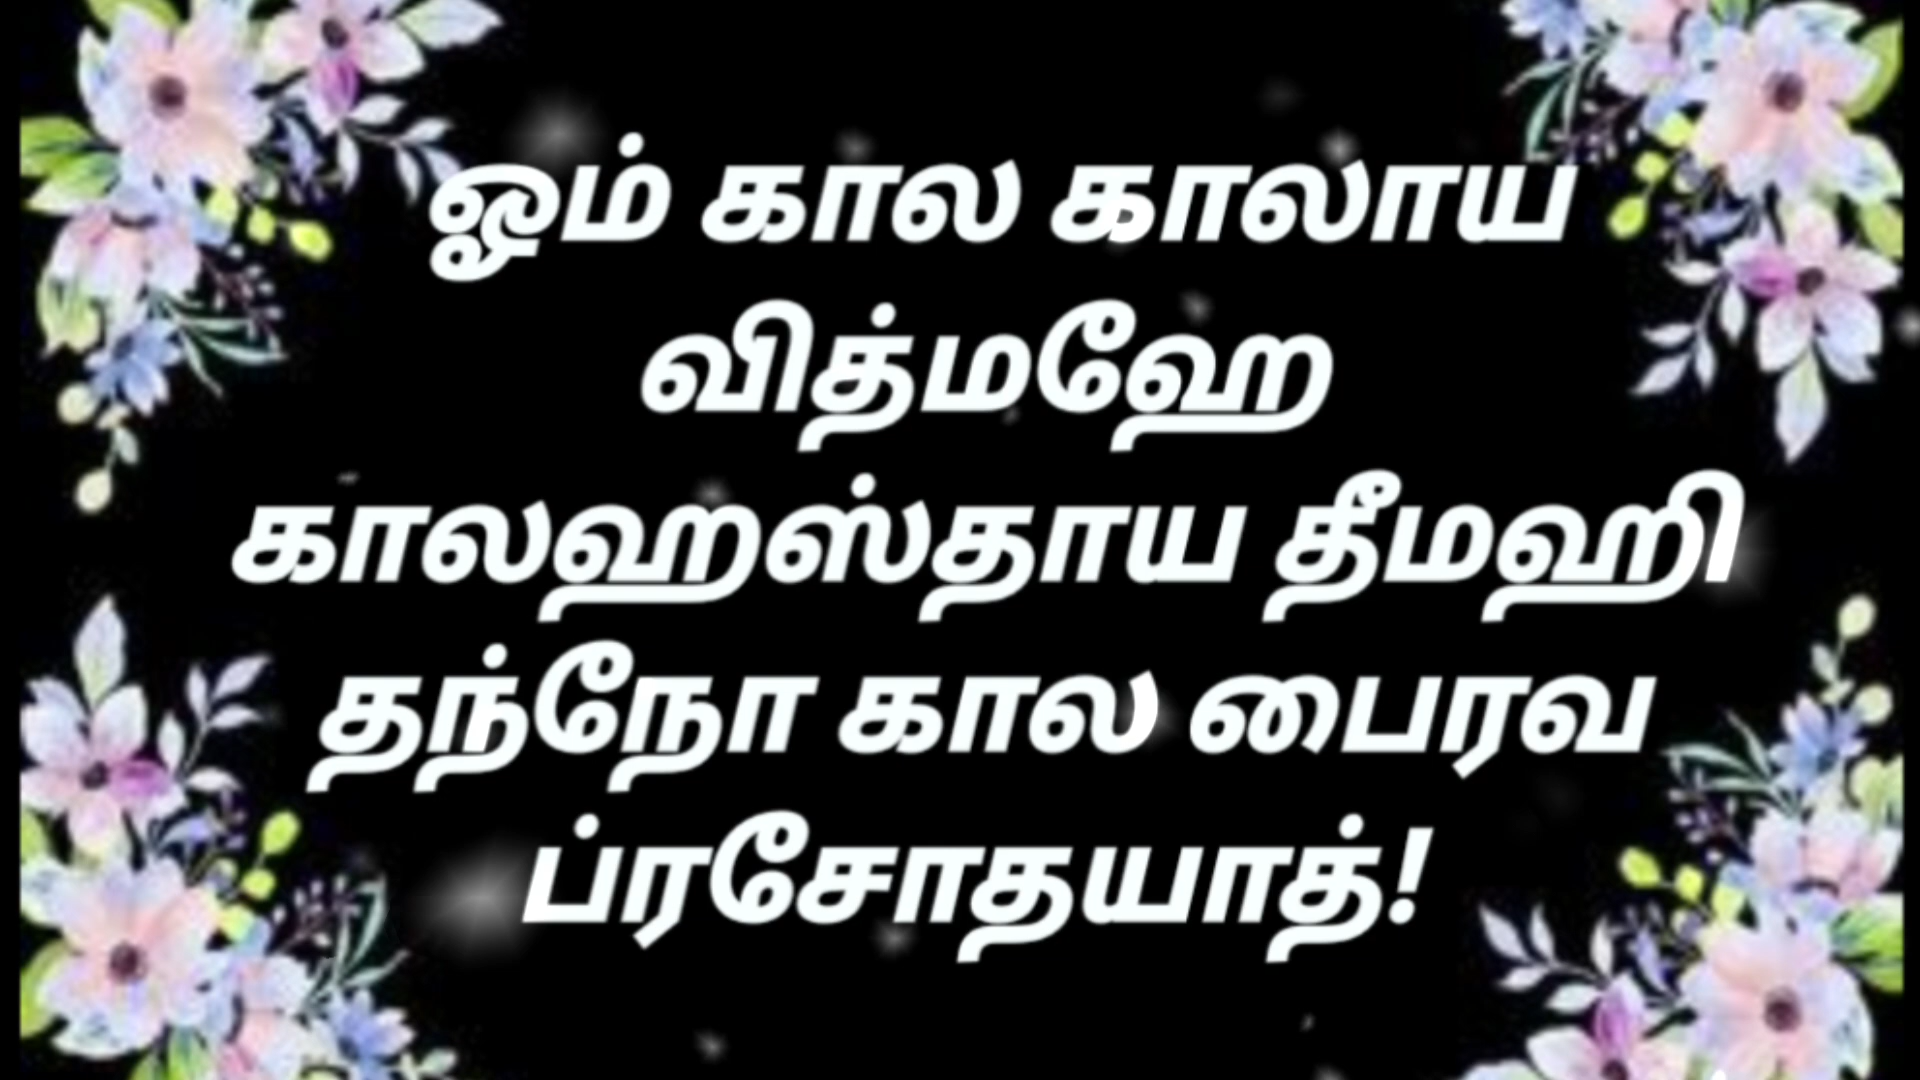 ஓம் கால காலாய
வித்மஹே
காலஹஸ்தாய தீமஹி
தந்நோ கால பைரவ
ப்ரசோதயாத்!